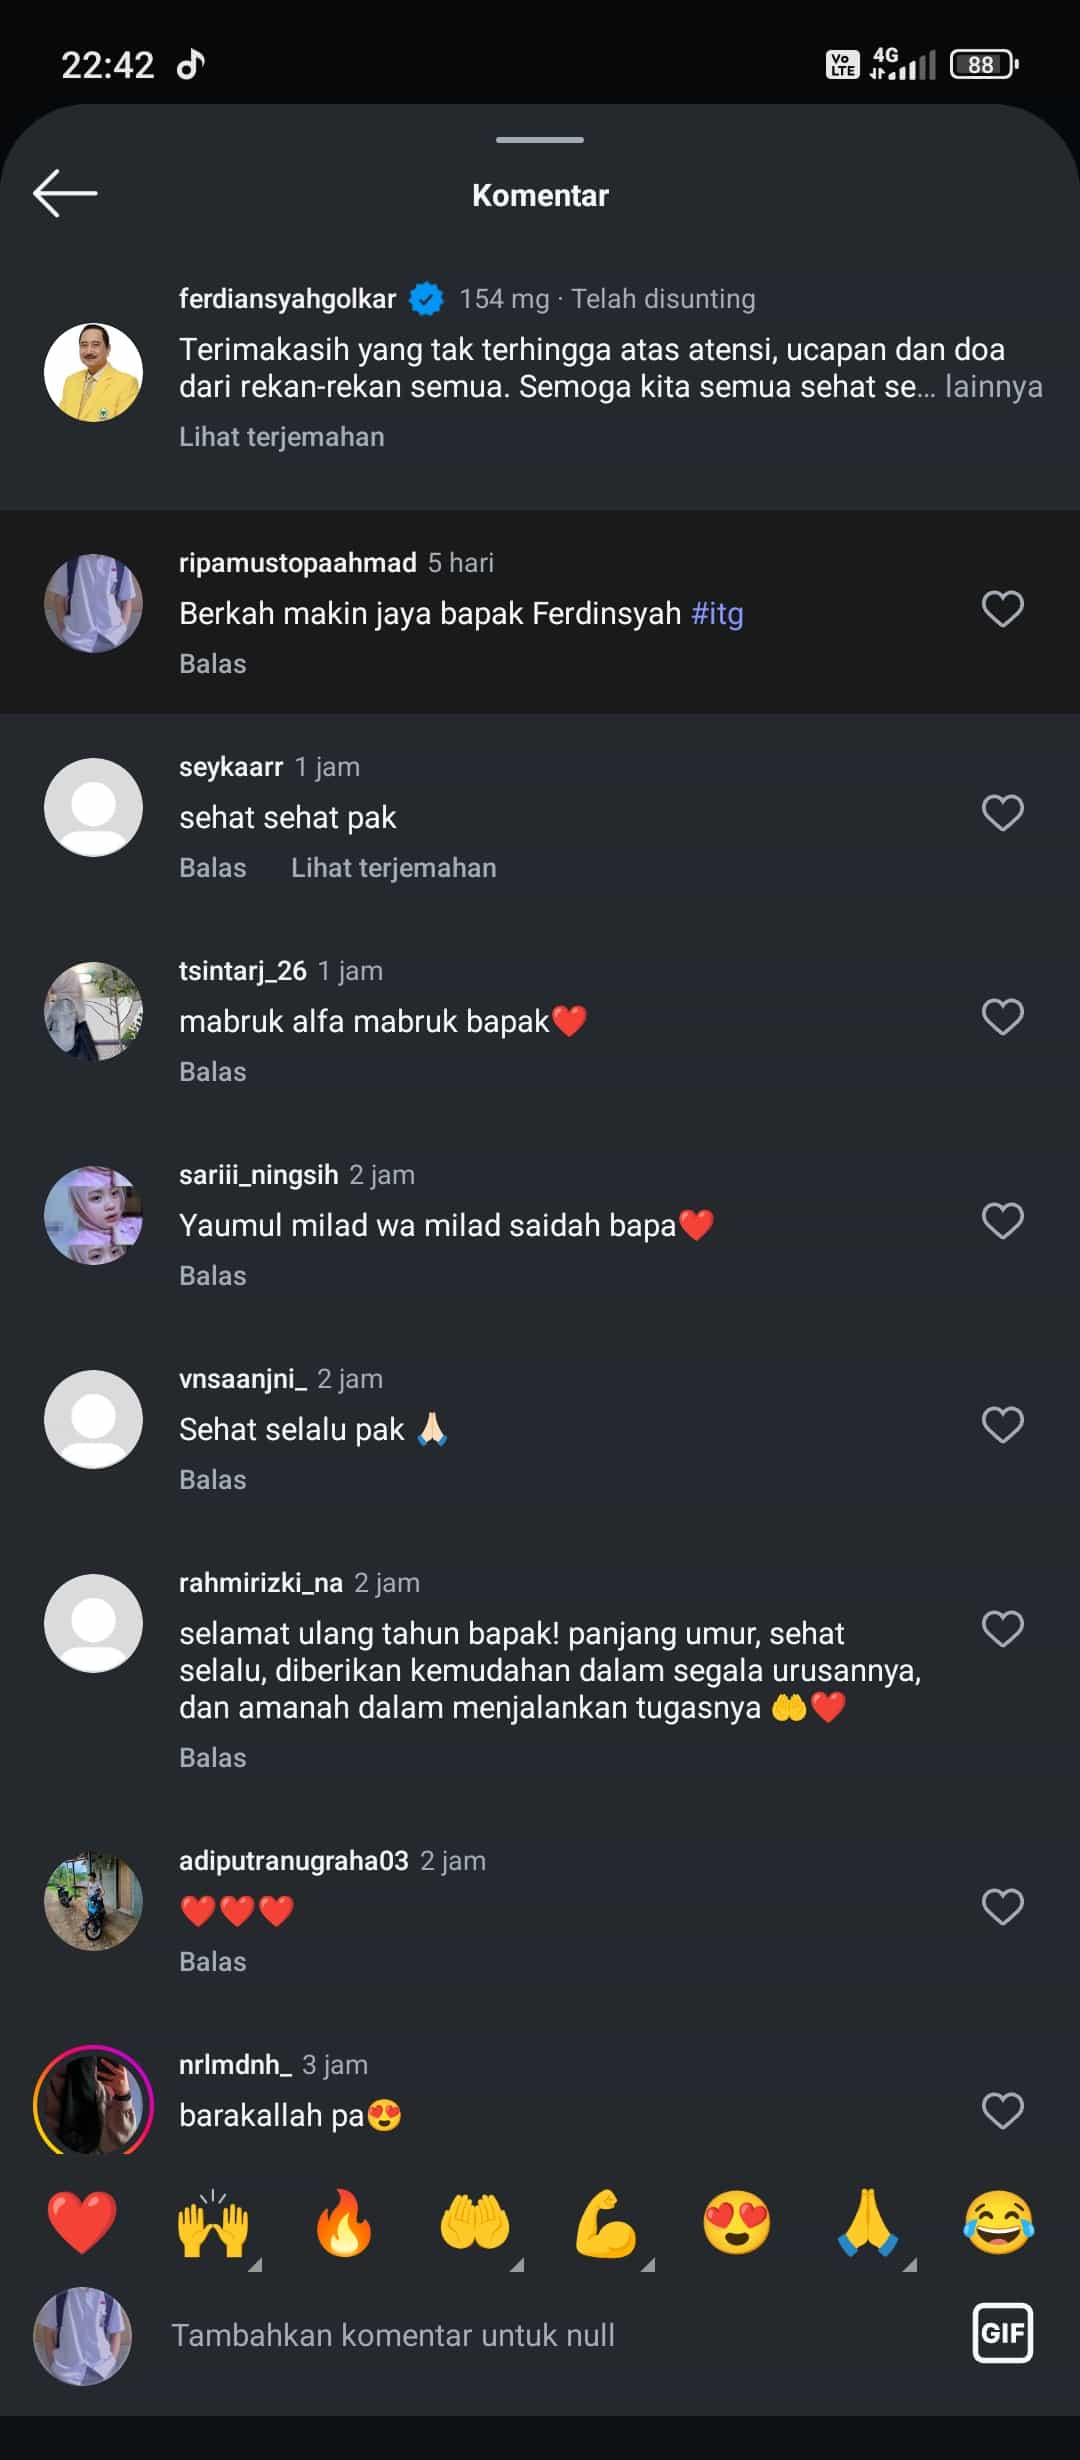 22:42
Vo LTE 4G 88
Komentar
ferdiansyahgolkar 154 mg · Telah disunting
Terimakasih yang tak terhingga atas atensi, ucapan dan doa
dari rekan-rekan semua. Semoga kita semua sehat se... lainnya
Lihat terjemahan
ripamustopaahmad 5 hari
Berkah makin jaya bapak Ferdinsyah #itg
Balas
seykaarr 1 jam
sehat sehat pak
Balas Lihat terjemahan
tsintarj_26 1 jam
mabruk alfa mabruk bapak❤️
Balas
sariii_ningsih 2 jam
Yaumul milad wa milad saidah bapa❤️
Balas
vnsaanjni_ 2 jam
Sehat selalu pak 🙏🏻
Balas
rahmirizki_na 2 jam
selamat ulang tahun bapak! panjang umur, sehat
selalu, diberikan kemudahan dalam segala urusannya,
dan amanah dalam menjalankan tugasnya 🤲❤️
Balas
adiputranugraha03 2 jam
❤️❤️❤️
Balas
nrlmdnh_ 3 jam
barakallah pa😍
❤️🙌🔥🤲💪😍🙏😂
Tambahkan komentar untuk null
GIF